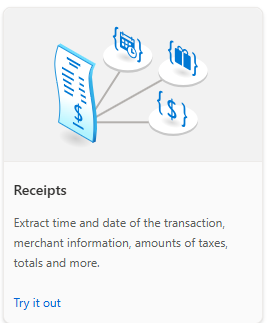 Receipts
Extract time and date of the transaction,
merchant information, amounts of taxes,
totals and more.
Try it out